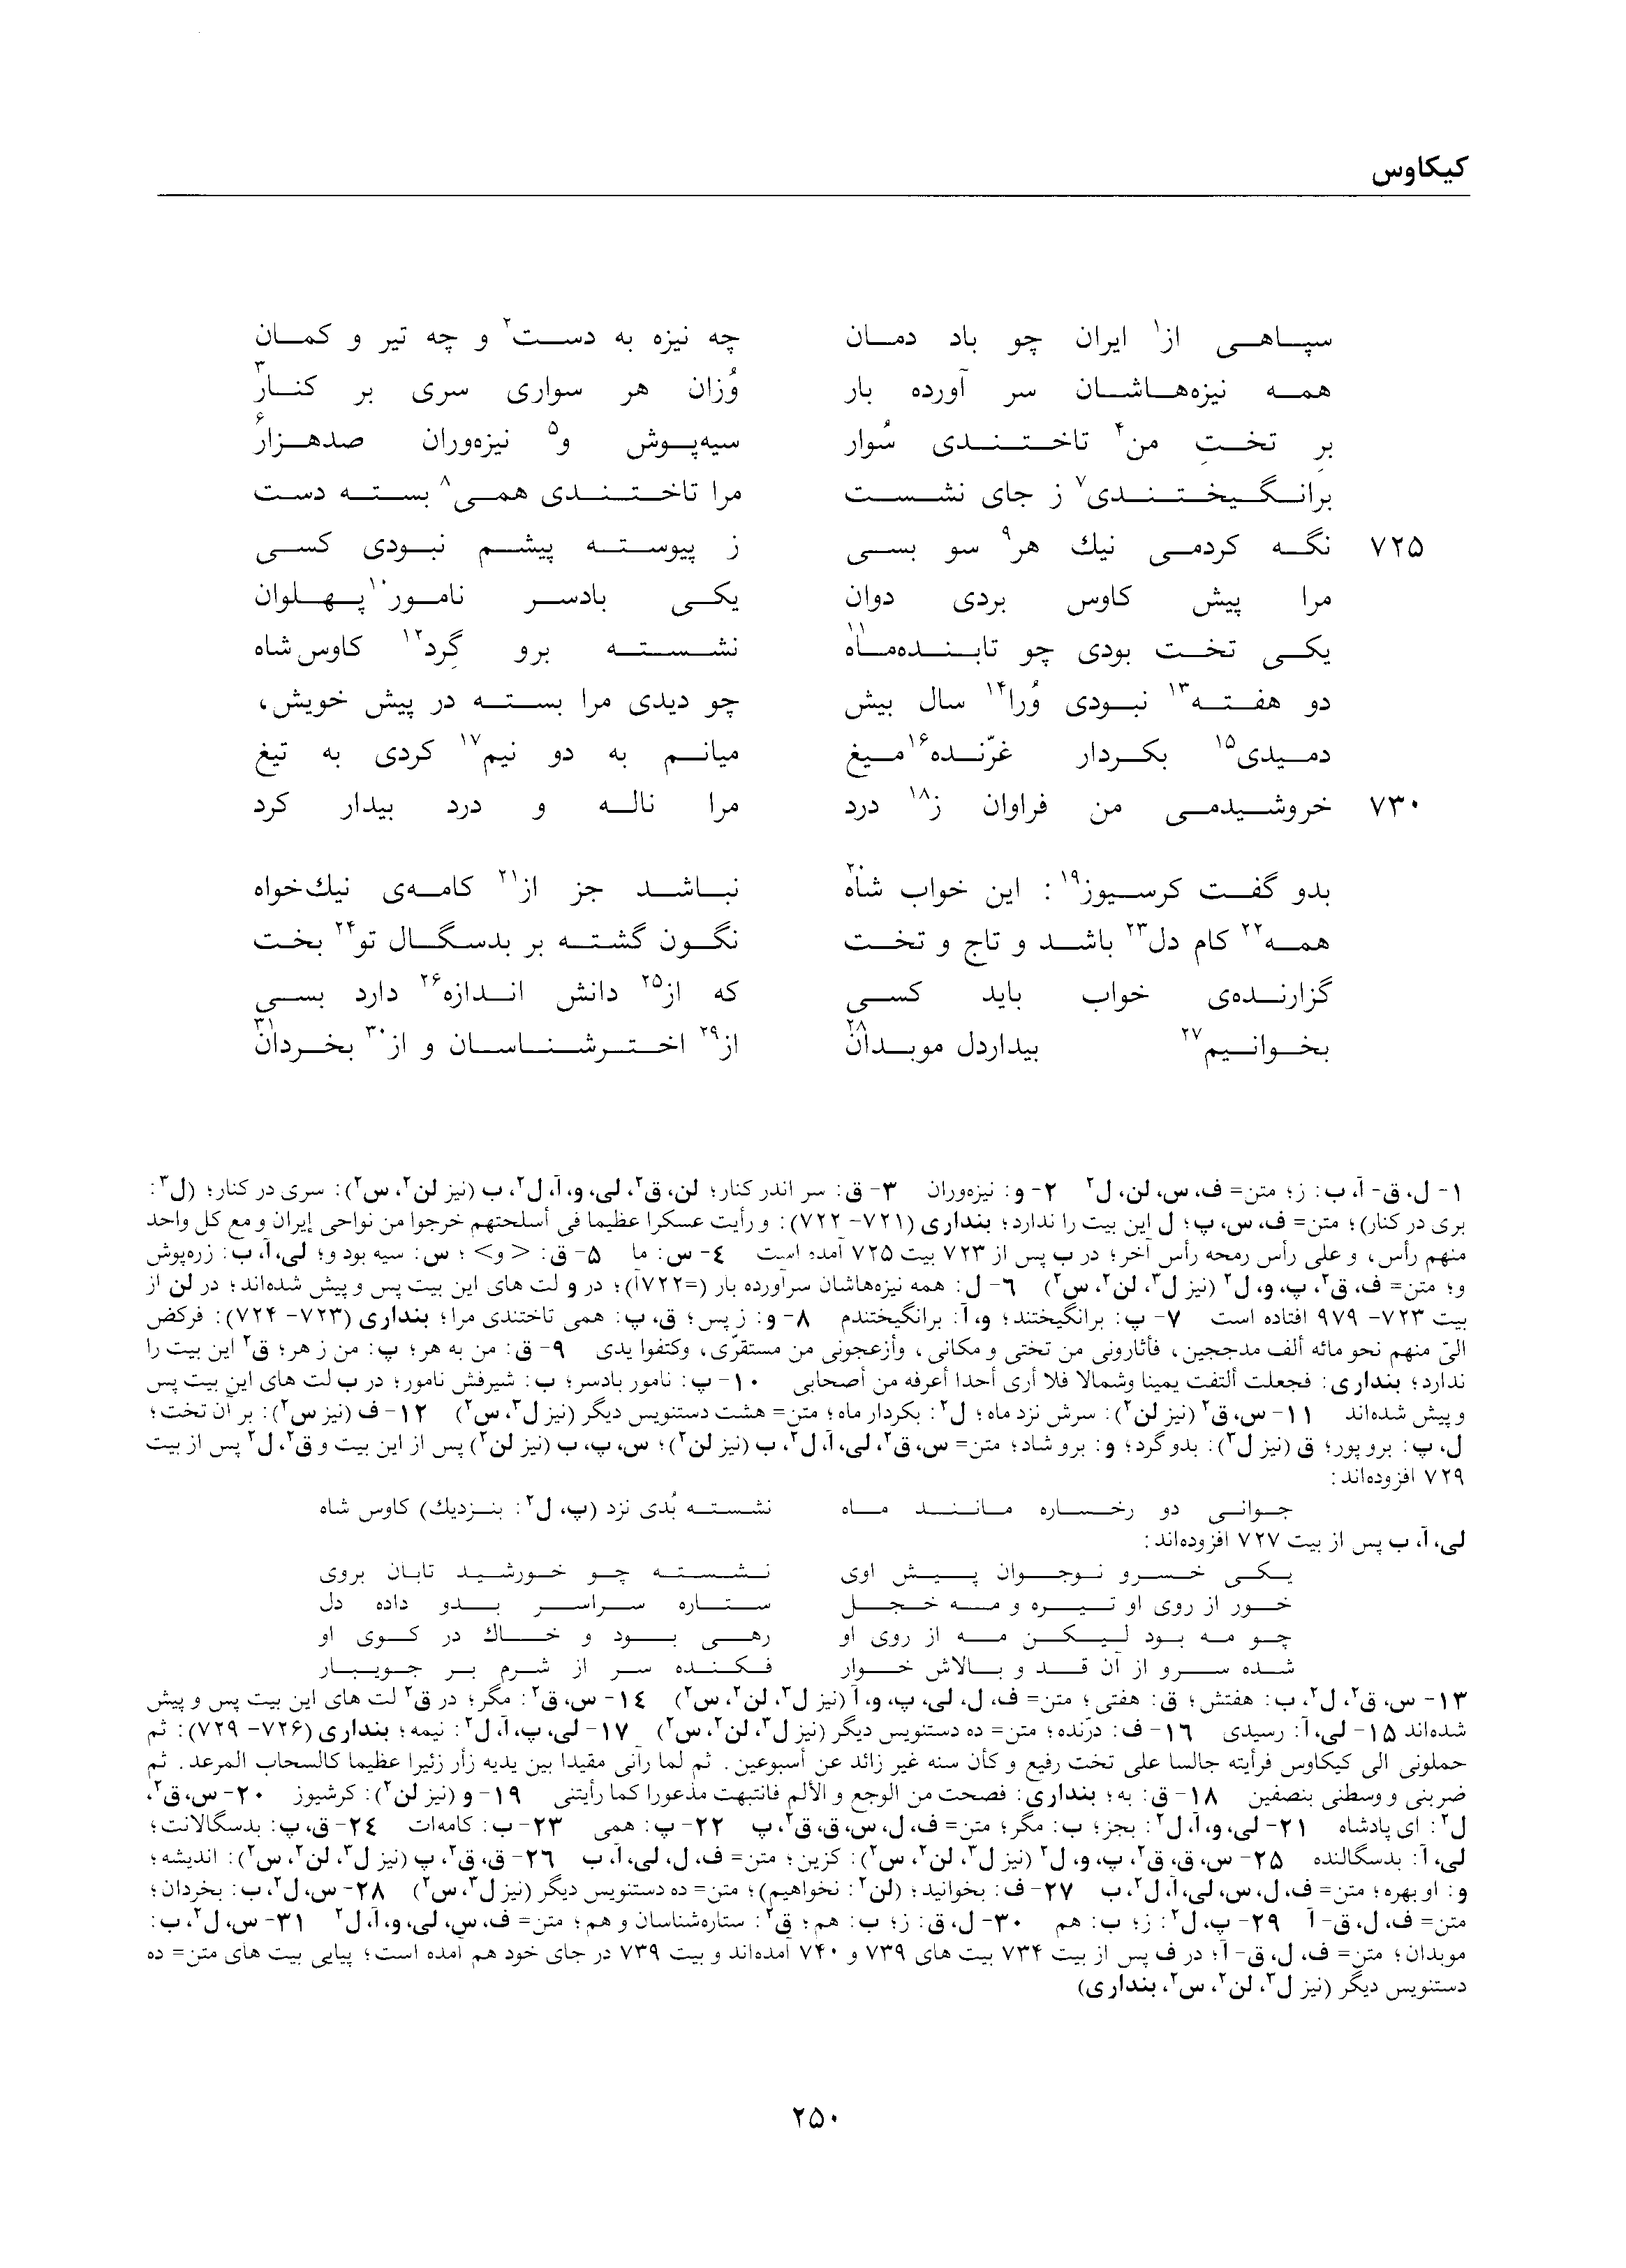 کیکاوس
سپاهی از¹ ایران چو باد دمان چه نیزه به دست² و چه تیر و کمان
همه نیزه‌هاشان سر آورده بار وُزان هر سواری سری بر کنار³
برِ تختِ من⁴ تاختندی سُوار سیه‌پوش و⁵ نیزه‌وران صدهزار⁶
برانگیختندی⁷ ز جای نشست مرا تاختندی همی⁸ بسته دست
۷۲۵ نگه کردمی نیك هر⁹ سو بسی ز پیوسته پیشم نبودی کسی
مرا پیش کاوس بردی دوان یکی بادسر نامور¹⁰ پهلوان
یکی تخت بودی چو تابنده‌ماه¹¹ نشسته برو گِرد¹² کاوس شاه
دو هفته¹³ نبودی وُرا¹⁴ سال بیش چو دیدی مرا بسته در پیش خویش،
دمیدی¹⁵ بکردار غرّنده¹⁶ میغ میانم به دو نیم¹⁷ کردی به تیغ
۷۳۰ خروشیدمی من فراوان ز¹⁸ درد مرا ناله و درد بیدار کرد
بدو گفت کرسیوز¹⁹: این خواب شاه²⁰ نباشد جز از²¹ کامه‌ی نیك‌خواه
همه²² کام دل²³ باشد و تاج و تخت نگون گشته بر بدسگال تو²⁴ بخت
گزارنده‌ی خواب باید کسی که از²⁵ دانش اندازه²⁶ دارد بسی
بخوانیم²⁷ بیداردل موبدان²⁸ از²⁹ اخترشناسان و از³⁰ بخردان³¹
۱- ل، ق- آ، ب: ز؛ متن= ف، س، لن، ل² ۲- و: نیزه‌وران ۳- ق: سر اندر کنار؛ لن، ق²، لی، و، آ، ل²، ب (نیز لن²، س²): سری در کنار؛ (ل³:
بری در کنار)؛ متن= ف، س، پ؛ ل این بیت را ندارد؛ بنداری (۷۲۱- ۷۲۲): و رأیت عسکرا عظیما فی أسلحتهم خرجوا من نواحی إیران و مع کل واحد
منهم رأس، و علی رأس رمحه رأس آخر؛ در ب پس از ۷۲۳ بیت ۷۲۵ آمده است ۴- س: ما ۵- ق: <و>؛ س: سیه بود و؛ لی، آ، ب: زره‌پوش
و؛ متن= ف، ق²، پ، و، ل² (نیز ل³، لن²، س²) ۶- ل: همه نیزه‌هاشان سر آورده بار (=۷۲۲آ)؛ در و لت های این بیت پس و پیش شده‌اند؛ در لن از
بیت ۷۲۳- ۹۷۹ افتاده است ۷- پ: برانگیختند؛ و، آ: برانگیختندم ۸- و: ز پس؛ ق، پ: همی تاختندی مرا؛ بنداری (۷۲۳- ۷۲۴): فرکض
الیّ منهم نحو مائه ألف مدججین، فأثارونی من تختی و مکانی، وأزعجونی من مستقرّی، وکتفوا یدی ۹- ق: من به هر؛ پ: من ز هر؛ ق² این بیت را
ندارد؛ بنداری: فجعلت ألتفت یمینا وشمالا فلا أری أحدا أعرفه من أصحابی ۱۰- پ: نامور بادسر؛ ب: شیرفش نامور؛ در ب لت های این بیت پس
و پیش شده‌اند ۱۱- س، ق² (نیز لن²): سرش نزد ماه؛ ل²: بکردار ماه؛ متن= هشت دستنویس دیگر (نیز ل³، س²) ۱۲- ف (نیز س²): بر آن تخت؛
ل، پ: برو پور؛ ق (نیز ل³): بدو گرد؛ و: برو شاد؛ متن= س، ق²، لی، آ، ل²، ب (نیز لن²)؛ س، پ، ب (نیز لن²) پس از این بیت و ق²، ل² پس از بیت
۷۲۹ افزوده‌اند:
جوانی دو رخساره مانند ماه نشسته بُدی نزد (پ، ل²: بنزدیك) کاوس شاه
لی، آ، ب پس از بیت ۷۲۷ افزوده‌اند:
یکی خسرو نوجوان پیش اوی نشسته چو خورشید تابان بروی
خور از روی او تیره و مه خجل ستاره سراسر بدو داده دل
چو مه بود لیکن مه از روی او رهی بود و خاك در کوی او
شده سرو از آن قد و بالاش خوار فکنده سر از شرم بر جویبار
۱۳- س، ق²، ل²، ب: هفتش؛ ق: هفتی؛ متن= ف، ل، لی، پ، و، آ (نیز ل³، لن²، س²) ۱۴- س، ق²: مگر؛ در ق² لت های این بیت پس و پیش
شده‌اند ۱۵- لی، آ: رسیدی ۱۶- ف: درّنده؛ متن= ده دستنویس دیگر (نیز ل³، لن²، س²) ۱۷- لی، پ، آ، ل²: نیمه؛ بنداری (۷۲۶- ۷۲۹): ثم
حملونی الی کیکاوس فرأیته جالسا علی تخت رفیع و کأن سنه غیر زائد عن أسبوعین. ثم لما رآنی مقیدا بین یدیه زأر زئیرا عظیما کالسحاب المرعد. ثم
ضربنی و وسطنی بنصفین ۱۸- ق: به؛ بنداری: فصحت من الوجع و الألم فانتبهت مذعورا کما رأیتنی ۱۹- و (نیز لن²): کرشیوز ۲۰- س، ق²،
ل²: ای پادشاه ۲۱- لی، و، آ، ل²: بجز؛ ب: مگر؛ متن= ف، ل، س، ق، ق²، پ ۲۲- پ: همی ۲۳- ب: کامه‌ات ۲۴- ق، پ: بدسگالانت؛
لی، آ: بدسگالنده ۲۵- س، ق، ق²، پ، و، ل² (نیز ل³، لن²، س²): کزین؛ متن= ف، ل، لی، آ، ب ۲۶- ق، ق²، پ (نیز ل³، لن²، س²): اندیشه؛
و: او بهره؛ متن= ف، ل، س، لی، آ، ل²، ب ۲۷- ف: بخوانید؛ (لن²: نخواهیم)؛ متن= ده دستنویس دیگر (نیز ل³، س²) ۲۸- س، ل²، ب: بخردان؛
متن= ف، ل، ق- آ ۲۹- پ، ل²: ز؛ ب: هم ۳۰- ل، ق: ز؛ ب: هم؛ ق²: ستاره‌شناسان و هم؛ متن= ف، س، لی، و، آ، ل² ۳۱- س، ل²، ب:
موبدان؛ متن= ف، ل، ق- آ؛ در ف پس از بیت ۷۳۴ بیت های ۷۳۹ و ۷۴۰ آمده‌اند و بیت ۷۳۹ در جای خود هم آمده است؛ پیاپی بیت های متن= ده
دستنویس دیگر (نیز ل³، لن²، س²، بنداری)
۲۵۰